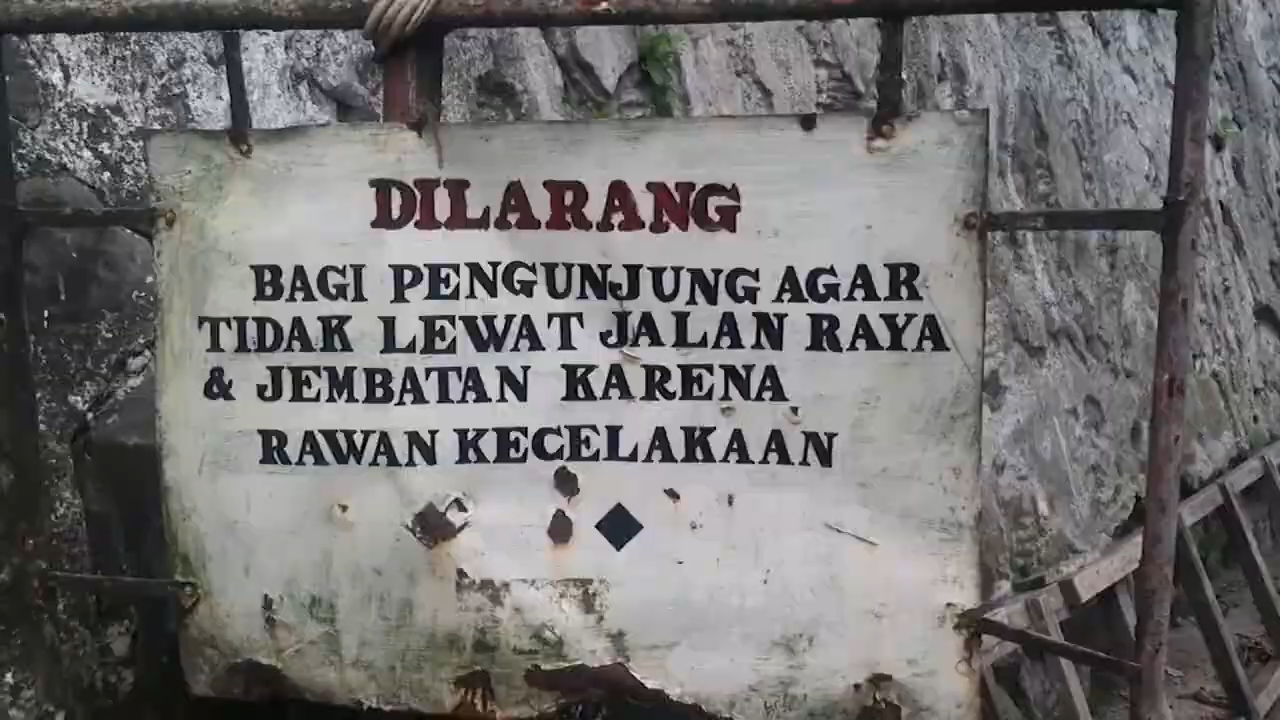 DILARANG
BAGI PENGUNJUNG AGAR
TIDAK LEWAT JALAN RAYA
& JEMBATAN KARENA
RAWAN KECELAKAAN